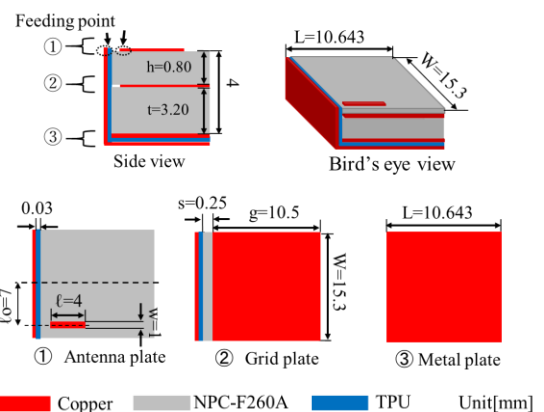 Feeding point
①
②
③
h=0.80
t=3.20
4
Side view
L=10.643
W=15.3
Bird's eye view
0.03
ℓo=7
ℓ=4
w=1
① Antenna plate
s=0.25
g=10.5
W=15.3
② Grid plate
L=10.643
③ Metal plate
Copper
NPC-F260A
TPU
Unit[mm]